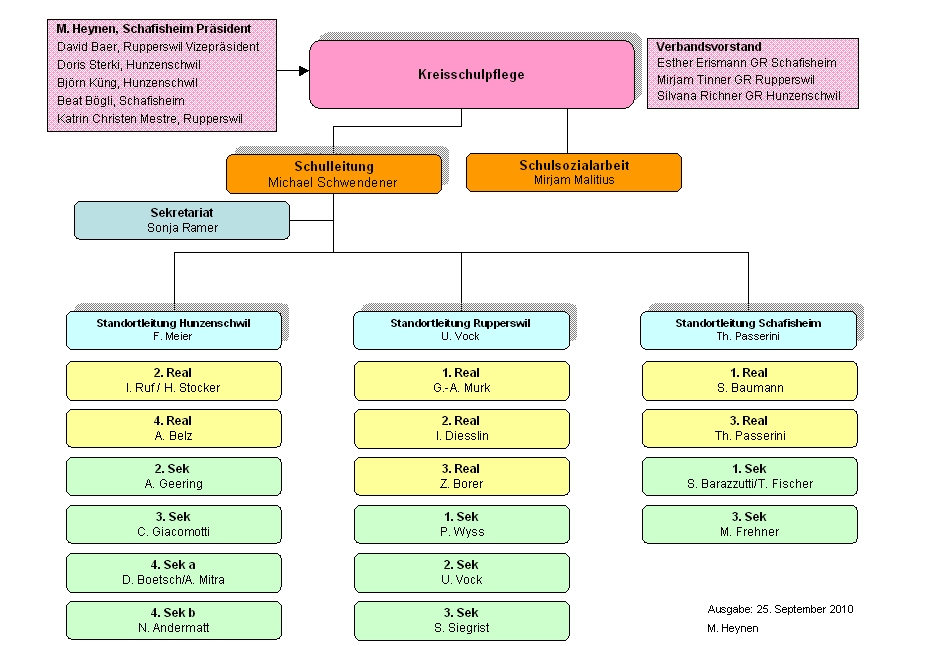 M. Heynen, Schafisheim Präsident
David Baer, Rupperswil Vizepräsident
Doris Sterki, Hunzenschwil
Björn Küng, Hunzenschwil
Beat Bögli, Schafisheim
Katrin Christen Mestre, Rupperswil
Kreisschulpflege
Verbandsvorstand
Esther Erismann GR Schafisheim
Mirjam Tinner GR Rupperswil
Silvana Richner GR Hunzenschwil
Schulleitung
Michael Schwendener
Schulsozialarbeit
Mirjam Malitius
Sekretariat
Sonja Ramer
Standortleitung Hunzenschwil
F. Meier
2. Real
I. Ruf / H. Stocker
4. Real
A. Belz
2. Sek
A. Geering
3. Sek
C. Giacomotti
4. Sek a
D. Boetsch/A. Mitra
4. Sek b
N. Andermatt
Standortleitung Rupperswil
U. Vock
1. Real
G.-A. Murk
2. Real
I. Diesslin
3. Real
Z. Borer
1. Sek
P. Wyss
2. Sek
U. Vock
3. Sek
S. Siegrist
Standortleitung Schafisheim
Th. Passerini
1. Real
S. Baumann
3. Real
Th. Passerini
1. Sek
S. Barazzutti/T. Fischer
3. Sek
M. Frehner
Ausgabe: 25. September 2010
M. Heynen